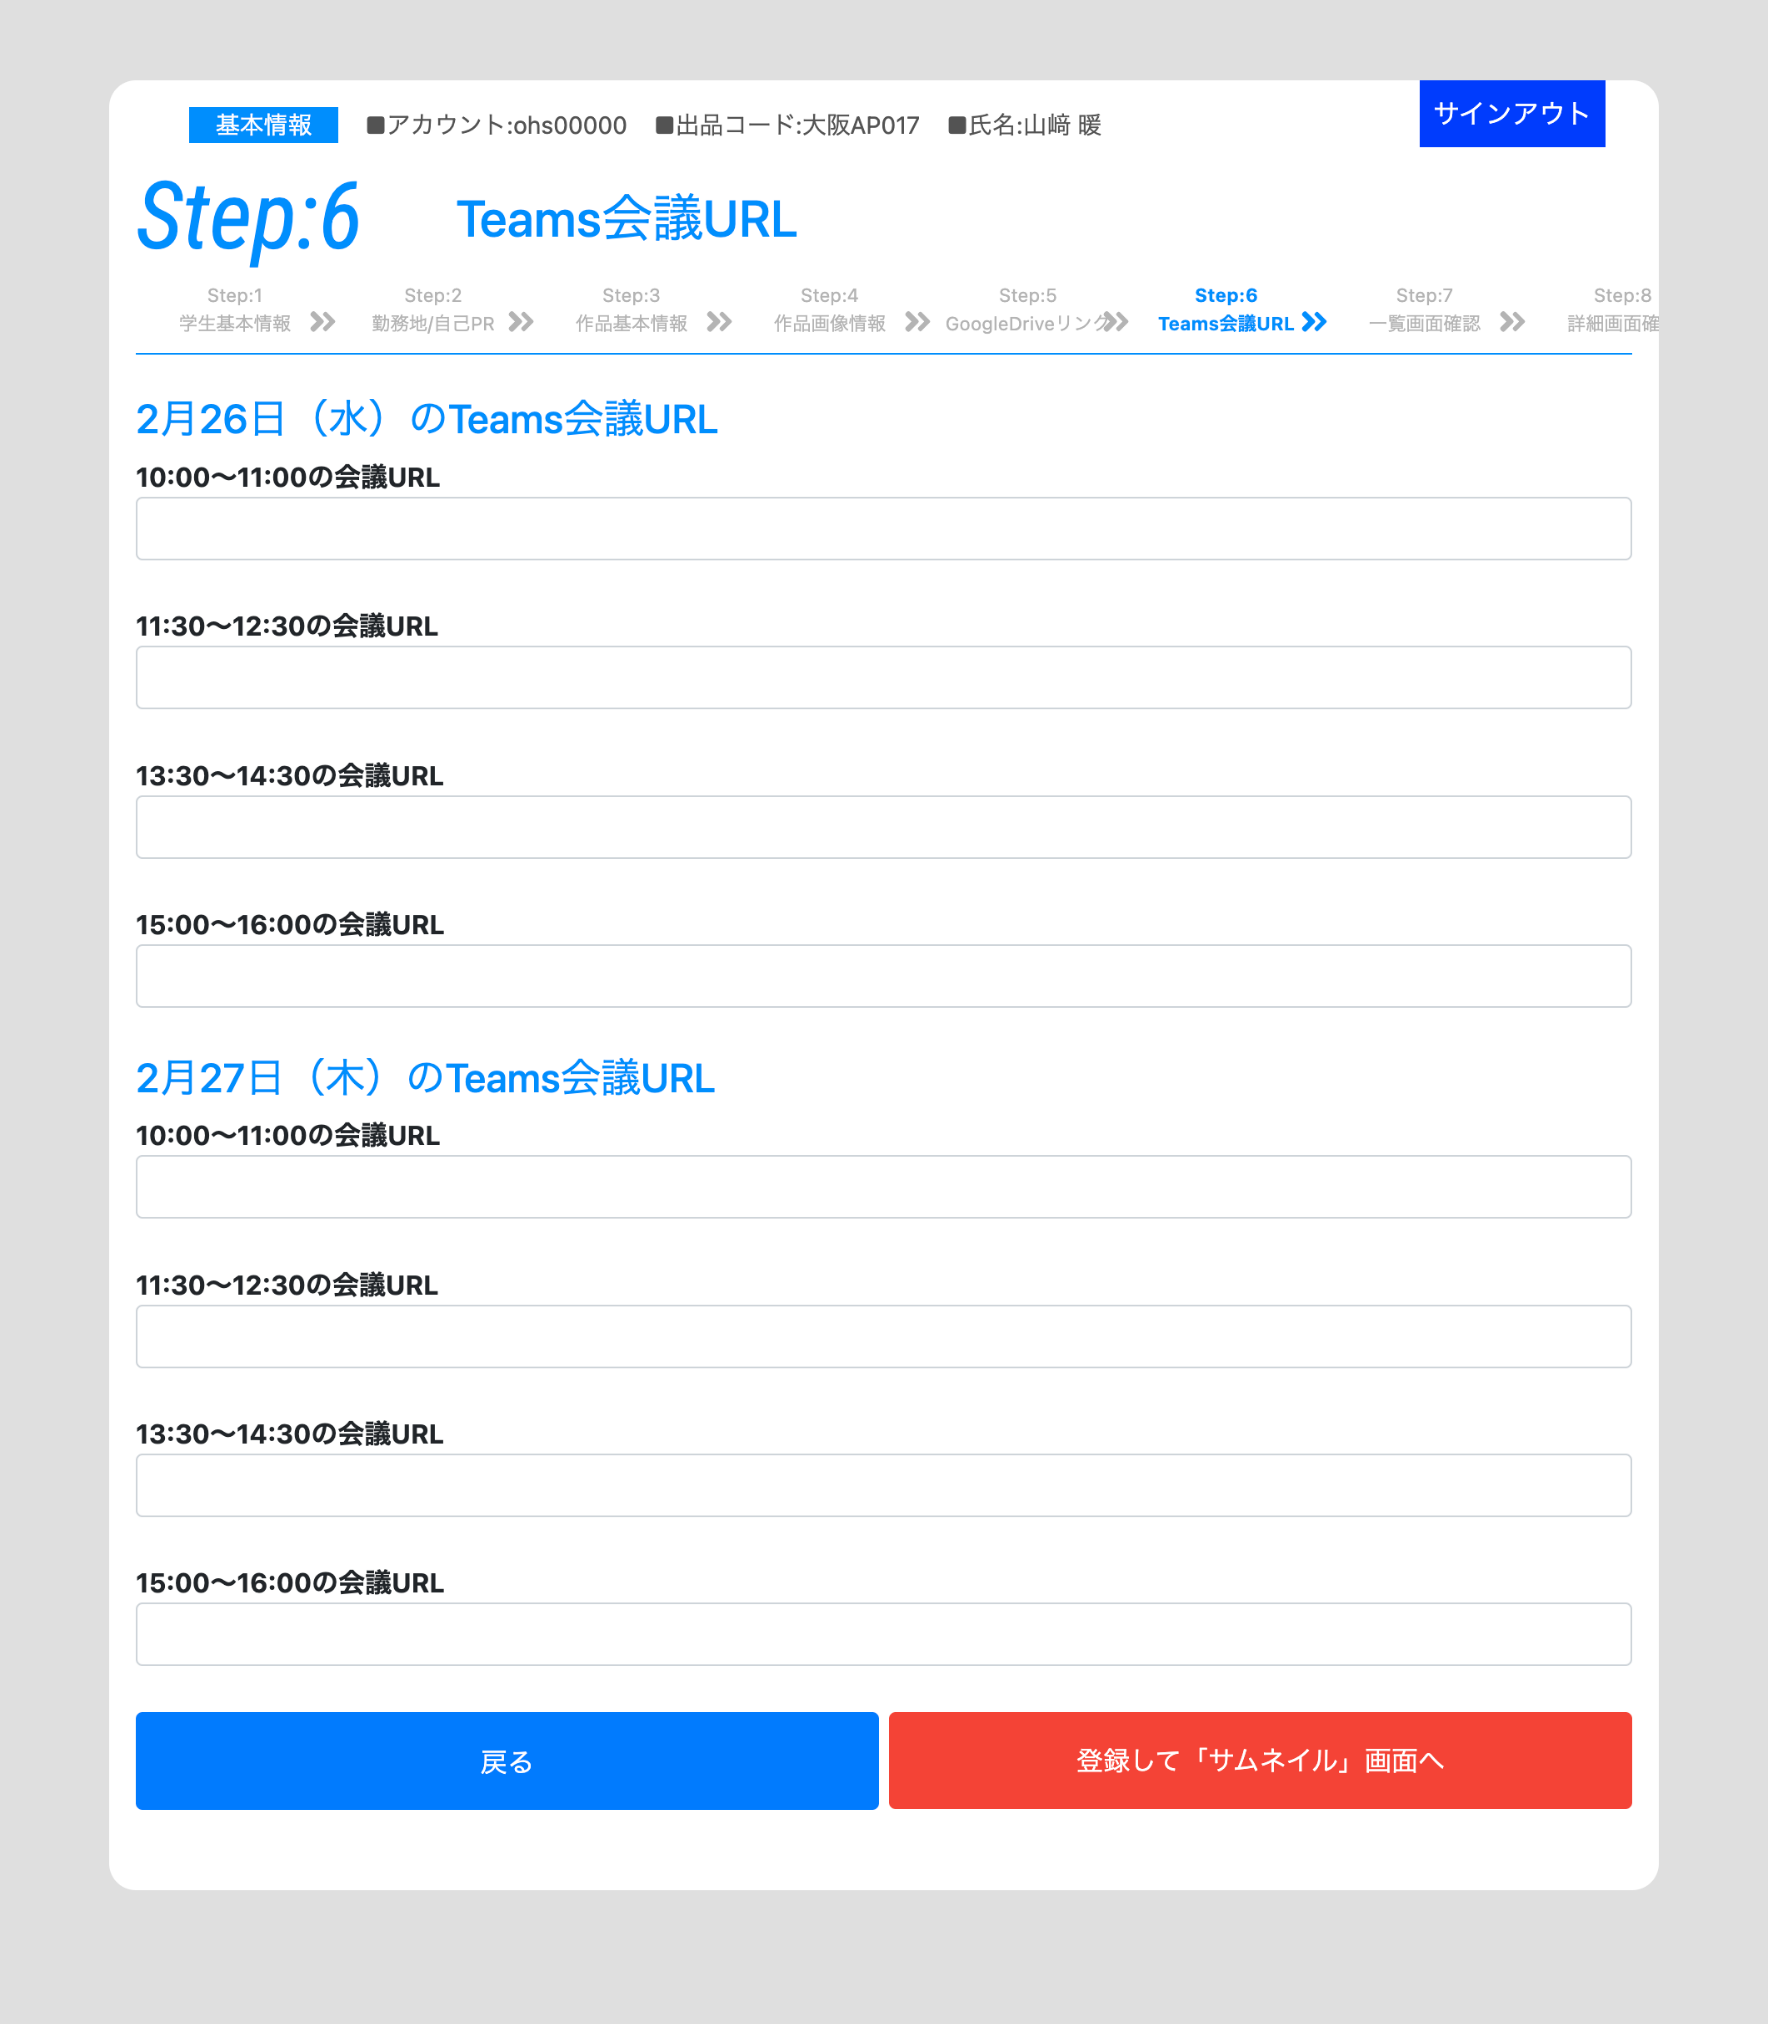 基本情報 ■アカウント:ohs00000 ■出品コード:大阪AP017 ■氏名:山﨑 暖
サインアウト
Step:6 Teams会議URL
Step:1 Step:2 Step:3 Step:4 Step:5 Step:6 Step:7 Step:8
学生基本情報 勤務地/自己PR 作品基本情報 作品画像情報 GoogleDriveリンク Teams会議URL 一覧画面確認 詳細画面確
2月26日（水）のTeams会議URL
10:00〜11:00の会議URL
11:30〜12:30の会議URL
13:30〜14:30の会議URL
15:00〜16:00の会議URL
2月27日（木）のTeams会議URL
10:00〜11:00の会議URL
11:30〜12:30の会議URL
13:30〜14:30の会議URL
15:00〜16:00の会議URL
戻る 登録して「サムネイル」画面へ